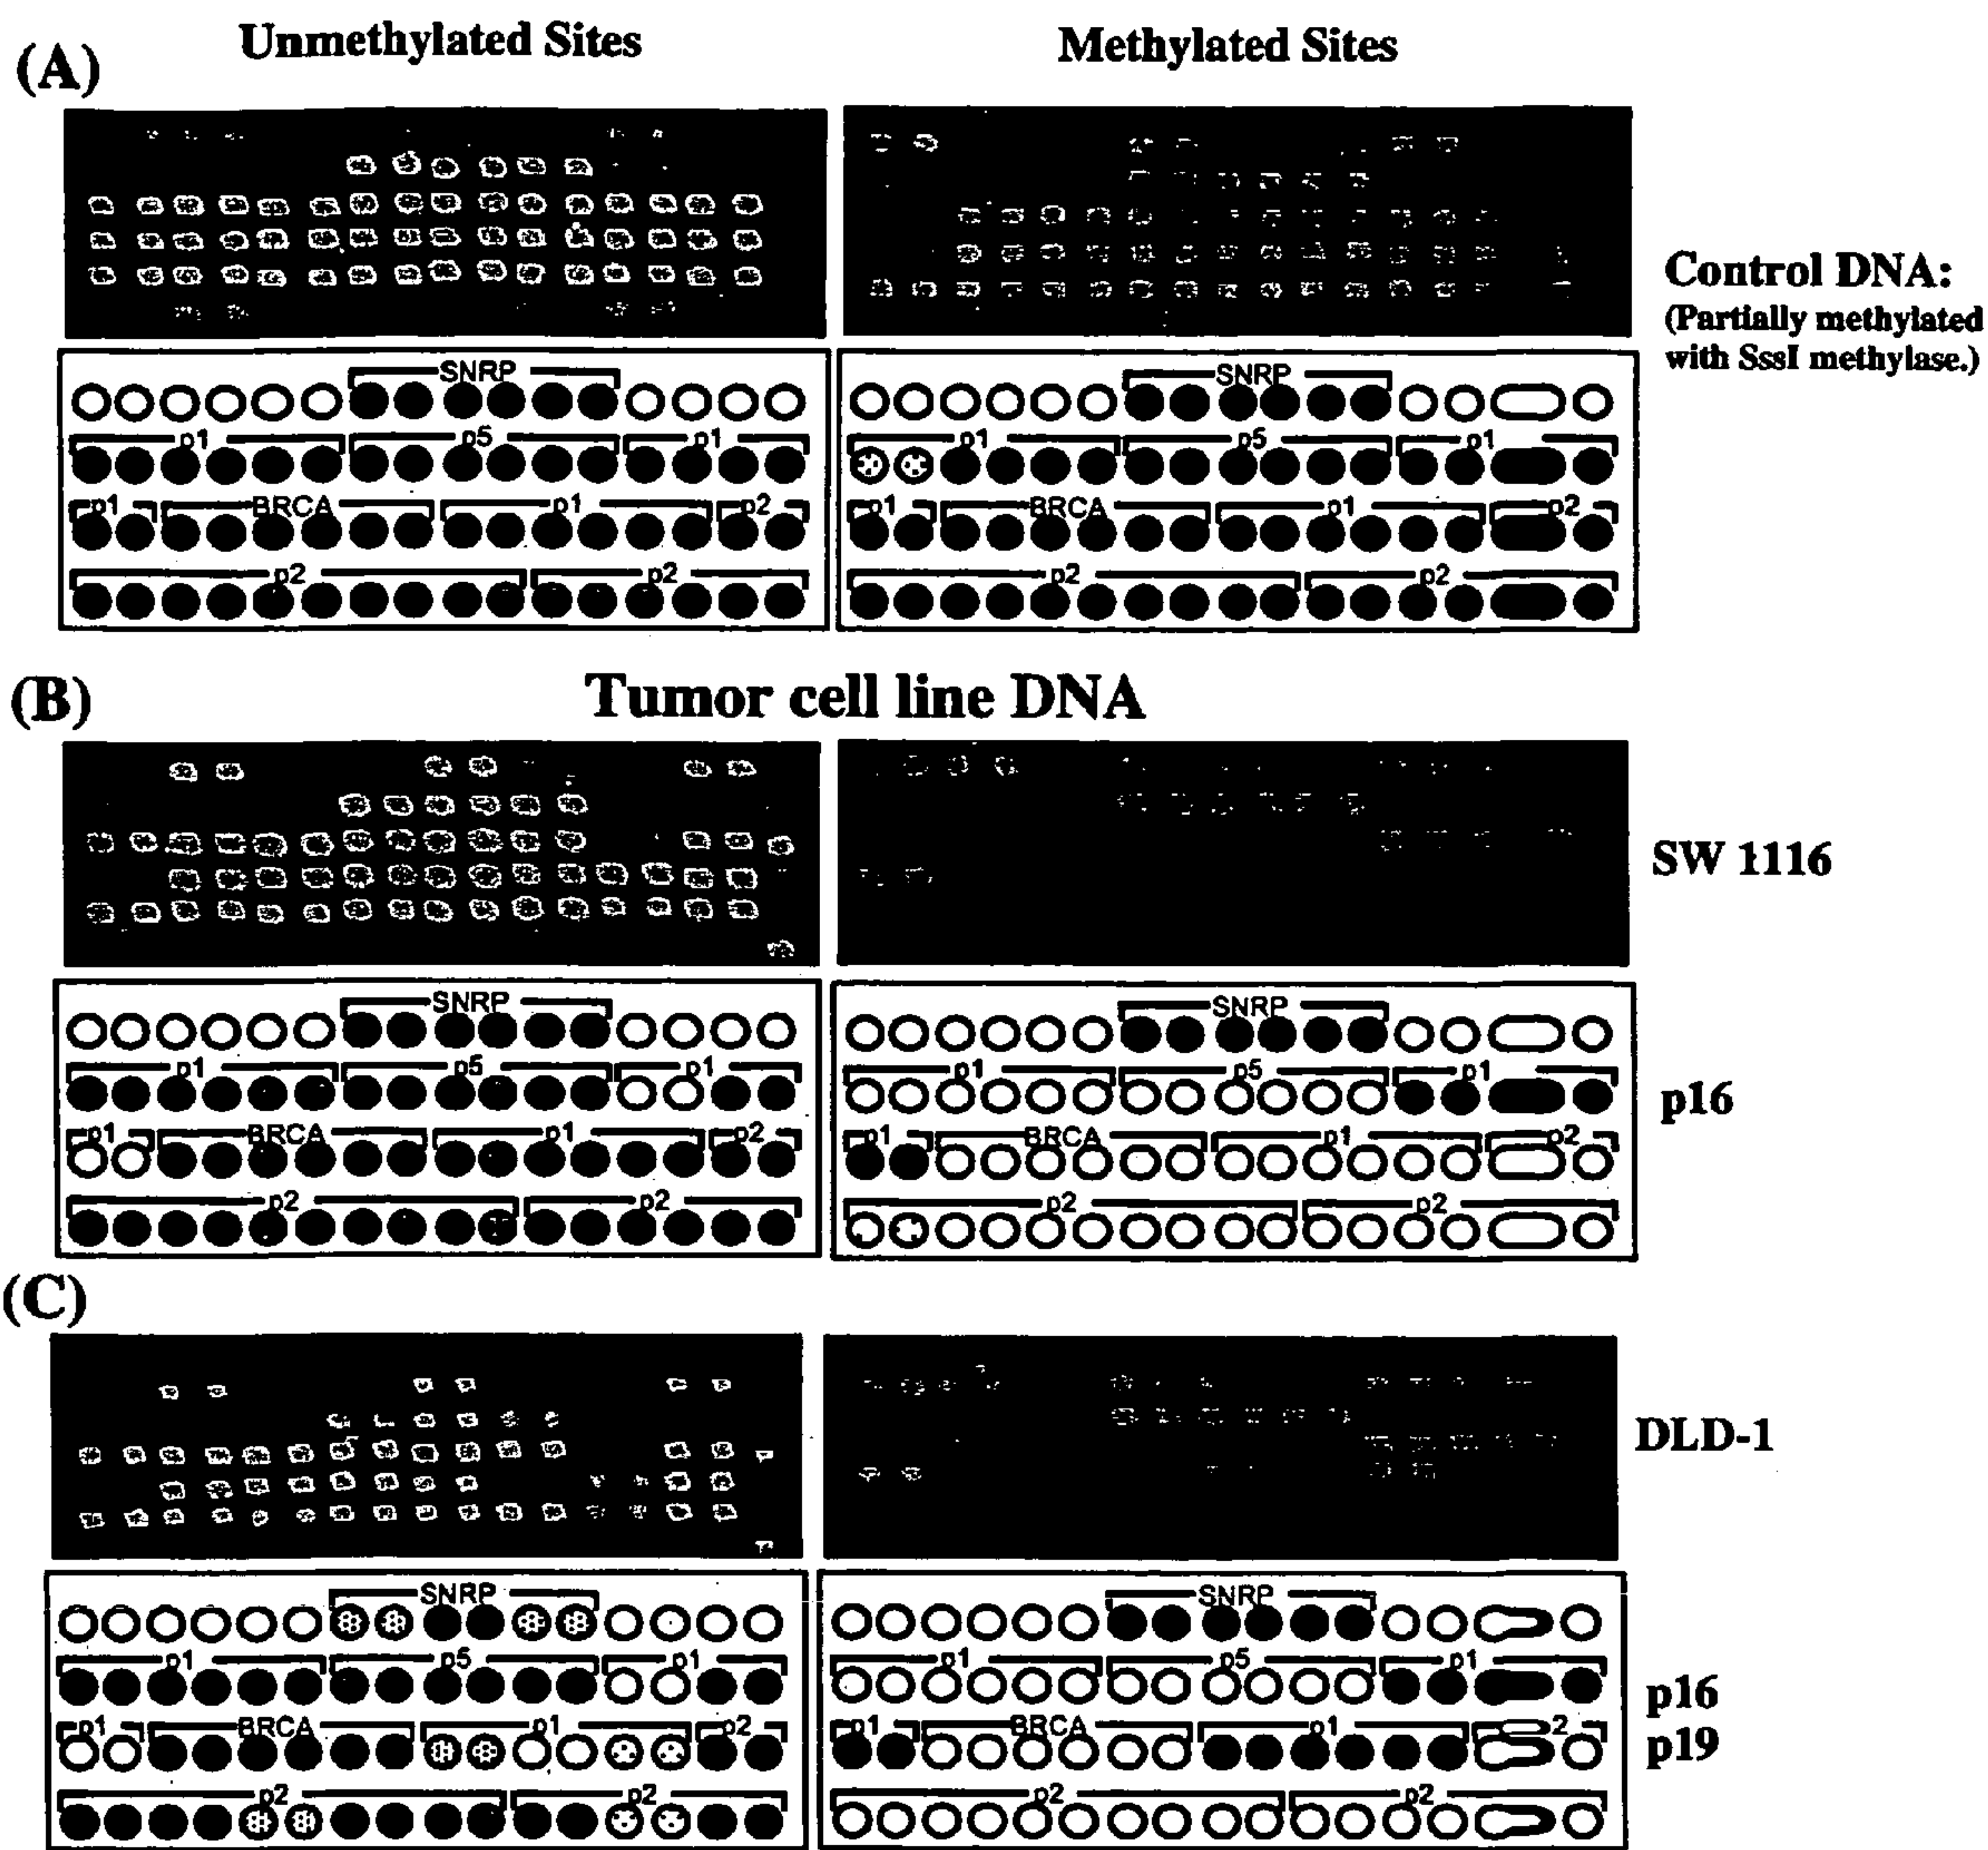 Unmethylated Sites Methylated Sites
(A)
Control DNA:
(Partially methylated
with SssI methylase.)
SNRP SNRP
p1 p5 p1 p1 p5 p1
p1 BRCA p1 p2 p1 BRCA p1 p2
p2 p2 p2 p2
(B) Tumor cell line DNA
SW 1116
SNRP SNRP
p1 p5 p1 p1 p5 p1
p16
p1 BRCA p1 p2 p1 BRCA p1 p2
p2 p2 p2 p2
(C)
DLD-1
SNRP SNRP
p1 p5 p1 p1 p5 p1
p16
p1 BRCA p1 p2 p1 BRCA p1 2
p19
p2 p2 p2 p2